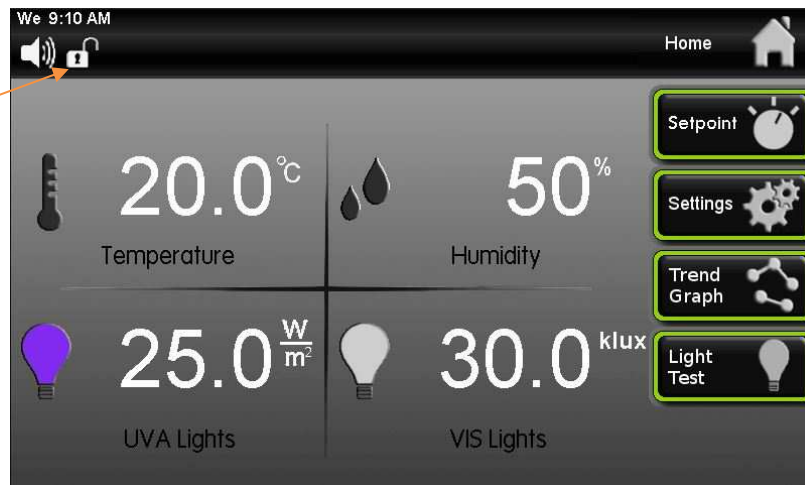 We 9:10 AM
Home
Setpoint
20.0°C
50%
Settings
Temperature
Humidity
Trend
Graph
25.0 W/m²
30.0 klux
Light
Test
UVA Lights
VIS Lights